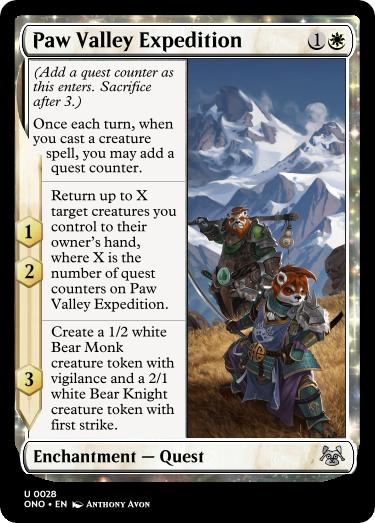 Paw Valley Expedition 1
(Add a quest counter as
this enters. Sacrifice
after 3.)
Once each turn, when
you cast a creature
spell, you may add a
quest counter.
1
2
Return up to X
target creatures you
control to their
owner's hand,
where X is the
number of quest
counters on Paw
Valley Expedition.
3
Create a 1/2 white
Bear Monk
creature token with
vigilance and a 2/1
white Bear Knight
creature token with
first strike.
Enchantment — Quest
U 0028
ONO • EN Anthony Avon